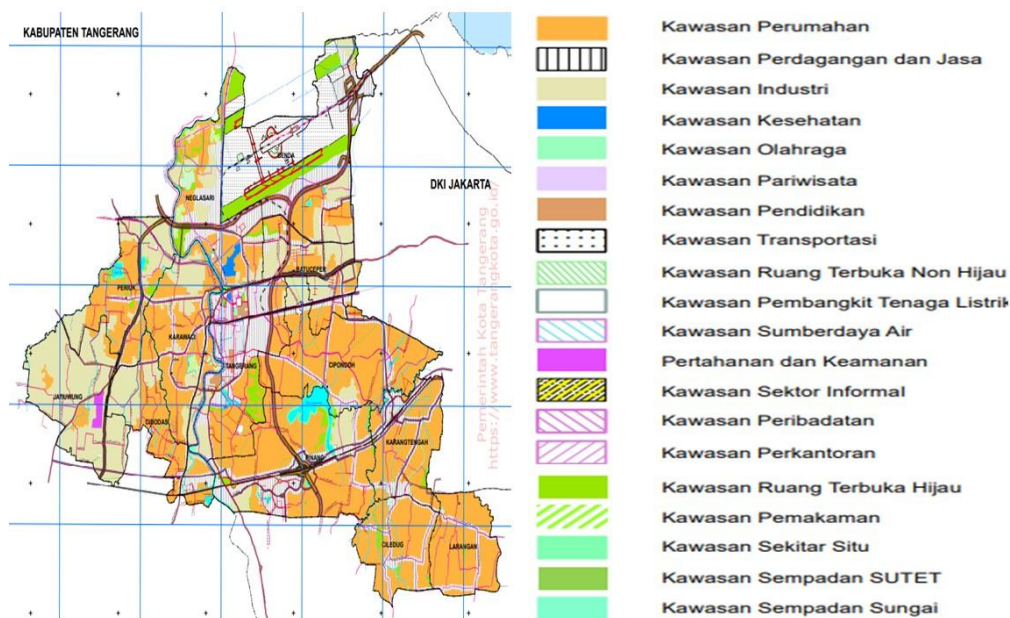 KABUPATEN TANGERANG
DKI JAKARTA
BENDA
NEGLASARI
BATUCEPER
PERIUK
KARAWACI
TANGERANG
CIPONDOH
JATIUWUNG
CIBODAS
KARANGTENGAH
PINANG
CILEDUG
LARANGAN
Pemerintah Kota Tangerang
https://www.tangerangkota.go.id/
Kawasan Perumahan
Kawasan Perdagangan dan Jasa
Kawasan Industri
Kawasan Kesehatan
Kawasan Olahraga
Kawasan Pariwisata
Kawasan Pendidikan
Kawasan Transportasi
Kawasan Ruang Terbuka Non Hijau
Kawasan Pembangkit Tenaga Listrik
Kawasan Sumberdaya Air
Pertahanan dan Keamanan
Kawasan Sektor Informal
Kawasan Peribadatan
Kawasan Perkantoran
Kawasan Ruang Terbuka Hijau
Kawasan Pemakaman
Kawasan Sekitar Situ
Kawasan Sempadan SUTET
Kawasan Sempadan Sungai